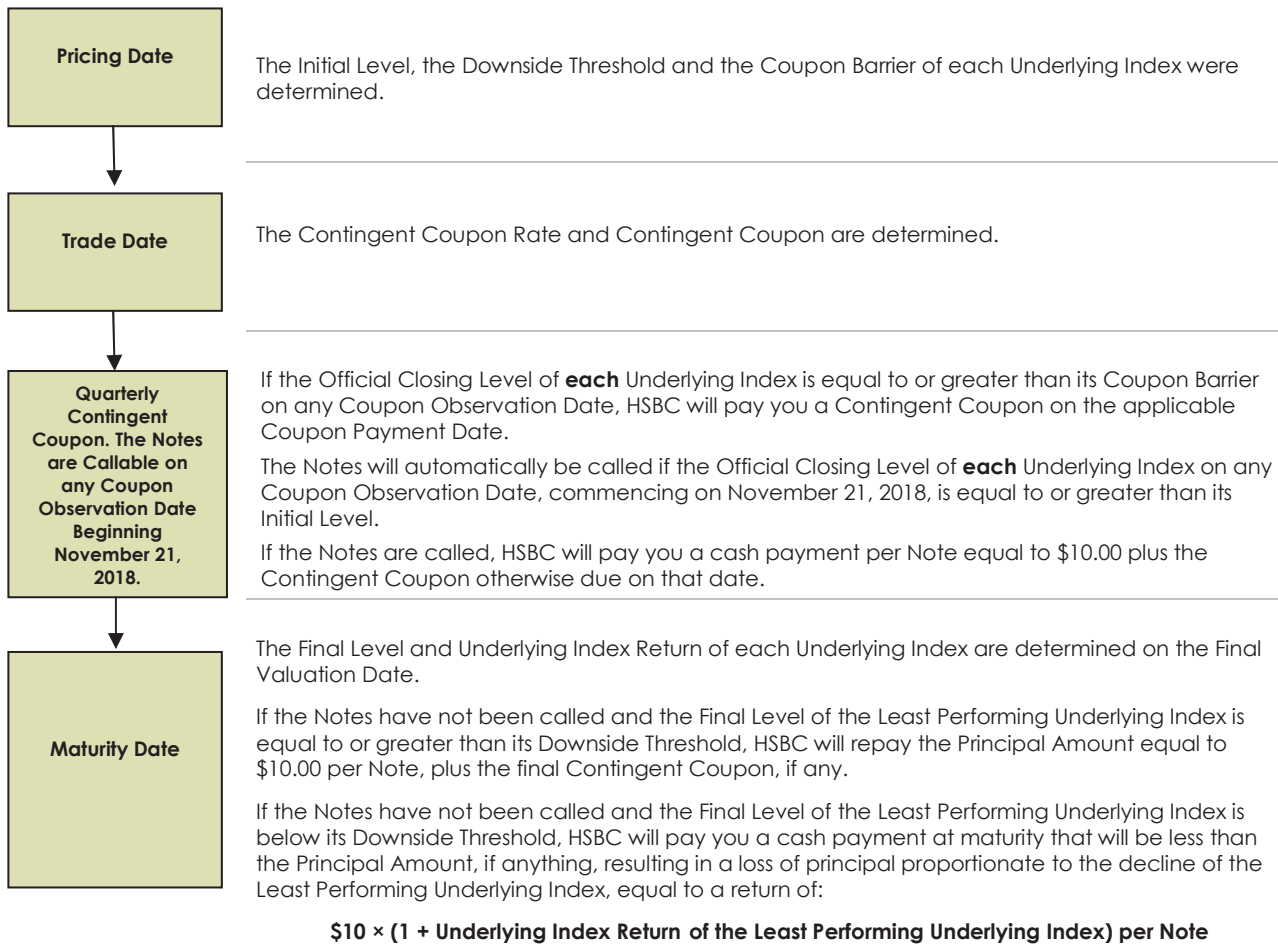 Pricing Date
The Initial Level, the Downside Threshold and the Coupon Barrier of each Underlying Index were
determined.
Trade Date
The Contingent Coupon Rate and Contingent Coupon are determined.
Quarterly
Contingent
Coupon. The Notes
are Callable on
any Coupon
Observation Date
Beginning
November 21,
2018.
If the Official Closing Level of each Underlying Index is equal to or greater than its Coupon Barrier
on any Coupon Observation Date, HSBC will pay you a Contingent Coupon on the applicable
Coupon Payment Date.
The Notes will automatically be called if the Official Closing Level of each Underlying Index on any
Coupon Observation Date, commencing on November 21, 2018, is equal to or greater than its
Initial Level.
If the Notes are called, HSBC will pay you a cash payment per Note equal to $10.00 plus the
Contingent Coupon otherwise due on that date.
Maturity Date
The Final Level and Underlying Index Return of each Underlying Index are determined on the Final
Valuation Date.
If the Notes have not been called and the Final Level of the Least Performing Underlying Index is
equal to or greater than its Downside Threshold, HSBC will repay the Principal Amount equal to
$10.00 per Note, plus the final Contingent Coupon, if any.
If the Notes have not been called and the Final Level of the Least Performing Underlying Index is
below its Downside Threshold, HSBC will pay you a cash payment at maturity that will be less than
the Principal Amount, if anything, resulting in a loss of principal proportionate to the decline of the
Least Performing Underlying Index, equal to a return of:
$10 × (1 + Underlying Index Return of the Least Performing Underlying Index) per Note